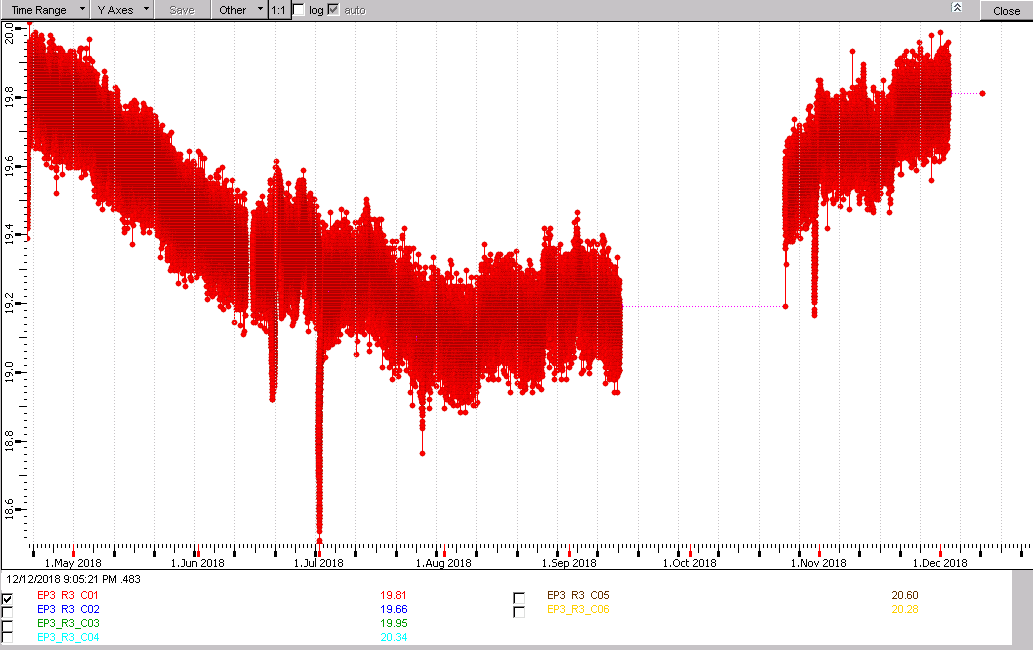 Time Range Y Axes Save Other 1:1 log auto Close
20.0
19.8
19.6
19.4
19.2
19.0
18.8
18.6
1.May 2018 1.Jun 2018 1.Jul 2018 1.Aug 2018 1.Sep 2018 1.Oct 2018 1.Nov 2018 1.Dec 2018
12/12/2018 9:05:21 PM .483
EP3_R3_C01 19.81 EP3_R3_C05 20.60
EP3_R3_C02 19.66 EP3_R3_C06 20.28
EP3_R3_C03 19.95
EP3_R3_C04 20.34